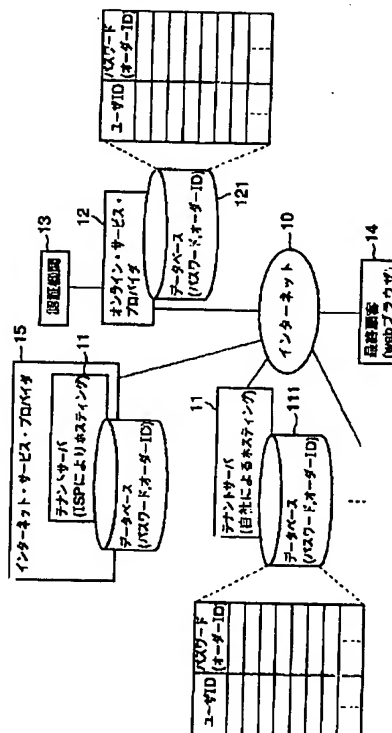 15
インターネット・サービス・プロバイダ
11
テナントサーバ
(ISPによりホスティング)
データベース
(パスワード,オーダーID)
13
認証機関
12
オンライン・サービス・
プロバイダ
データベース
(パスワード,オーダーID)
121
ユーザID
パスワード
(オーダーID)
10
インターネット
11
テナントサーバ
(自社によるホスティング)
データベース
(パスワード,オーダーID)
111
ユーザID
パスワード
(オーダーID)
14
最終顧客
(webブラウザ)